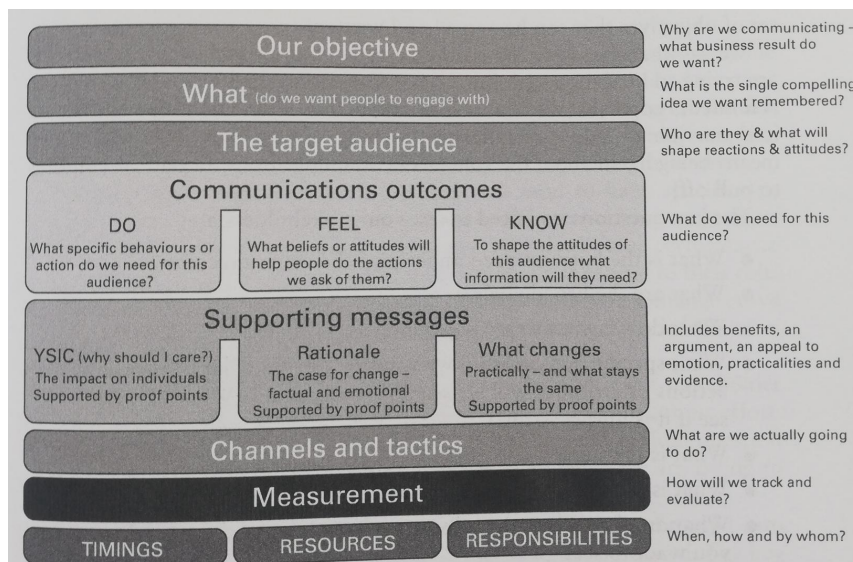 Our objective
Why are we communicating –
what business result do
we want?
What (do we want people to engage with)
What is the single compelling
idea we want remembered?
The target audience
Who are they & what will
shape reactions & attitudes?
Communications outcomes
DO
What specific behaviours or
action do we need for this
audience?
FEEL
What beliefs or attitudes will
help people do the actions
we ask of them?
KNOW
To shape the attitudes of
this audience what
information will they need?
What do we need for this
audience?
Supporting messages
YSIC (why should I care?)
The impact on individuals
Supported by proof points
Rationale
The case for change –
factual and emotional
Supported by proof points
What changes
Practically – and what stays
the same
Supported by proof points
Includes benefits, an
argument, an appeal to
emotion, practicalities and
evidence.
Channels and tactics
What are we actually going
to do?
Measurement
How will we track and
evaluate?
TIMINGS
RESOURCES
RESPONSIBILITIES
When, how and by whom?